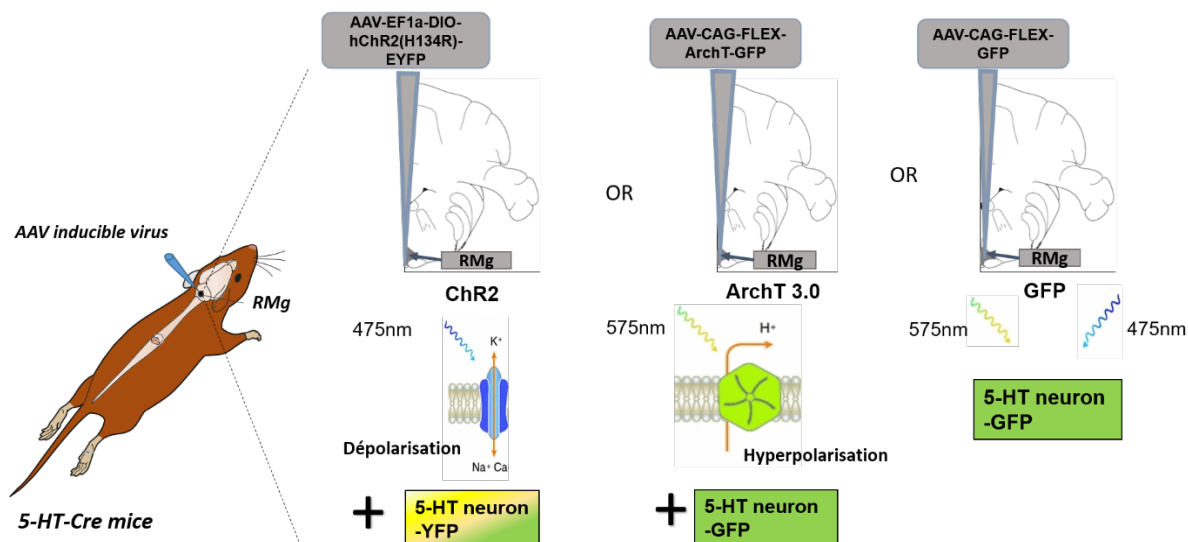 AAV-EF1a-DIO-
hChR2(H134R)-
EYFP
AAV-CAG-FLEX-
ArchT-GFP
AAV-CAG-FLEX-
GFP
OR
OR
AAV inducible virus
RMg
5-HT-Cre mice
RMg
RMg
RMg
ChR2
ArchT 3.0
GFP
475nm
K+
Dépolarisation
Na+ Ca
575nm
H+
Hyperpolarisation
575nm
475nm
5-HT neuron
-GFP
+
5-HT neuron
-YFP
+
5-HT neuron
-GFP